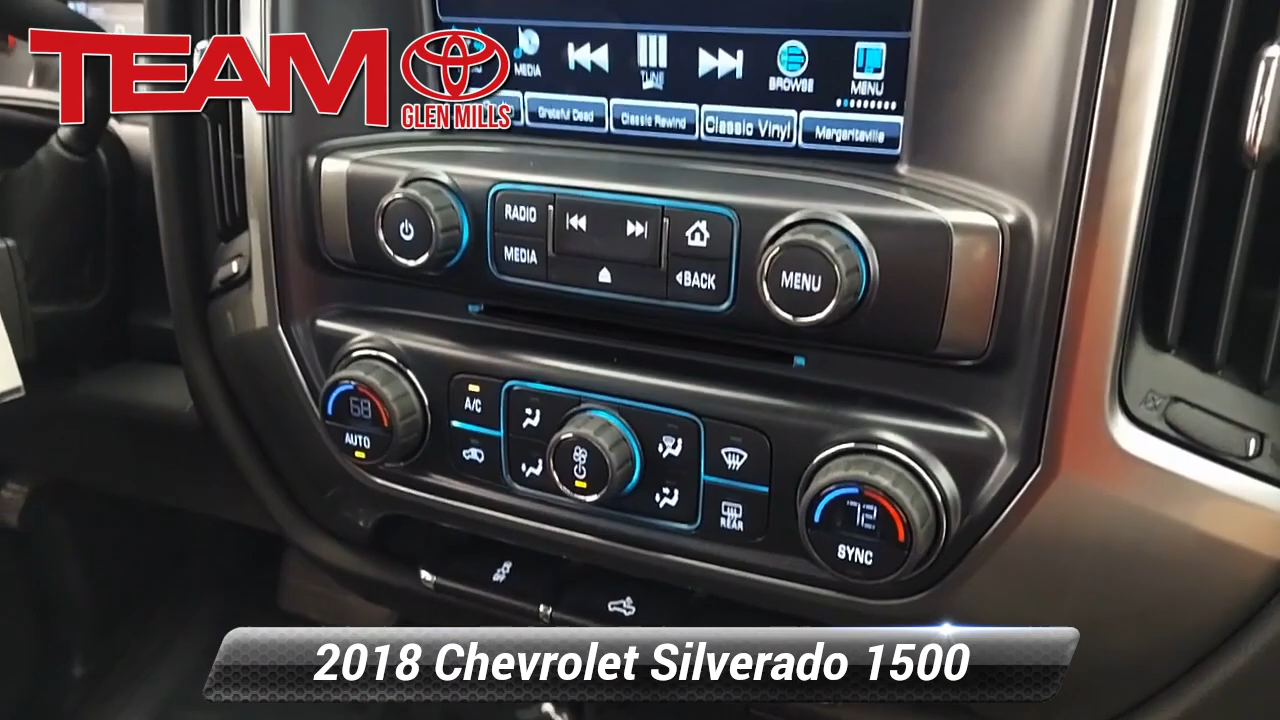 TEAM
GLEN MILLS
MEDIA
TUNE
BROWSE
MENU
Grateful Dead
Classic Rewind
Classic Vinyl
Margaritaville
RADIO
MEDIA
BACK
MENU
68
AUTO
A/C
REAR
72
SYNC
2018 Chevrolet Silverado 1500